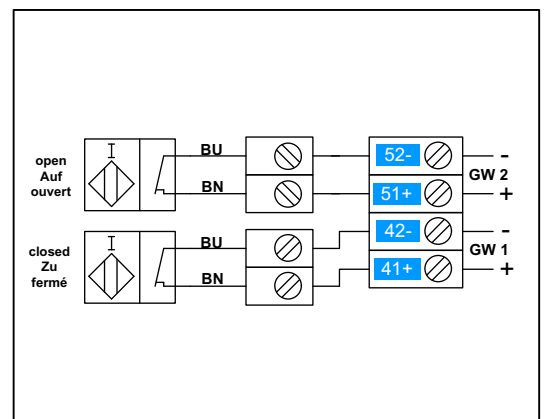 open
Auf
ouvert
I
BU
BN
52-
51+
-
GW 2
+
closed
Zu
fermé
I
BU
BN
42-
41+
-
GW 1
+